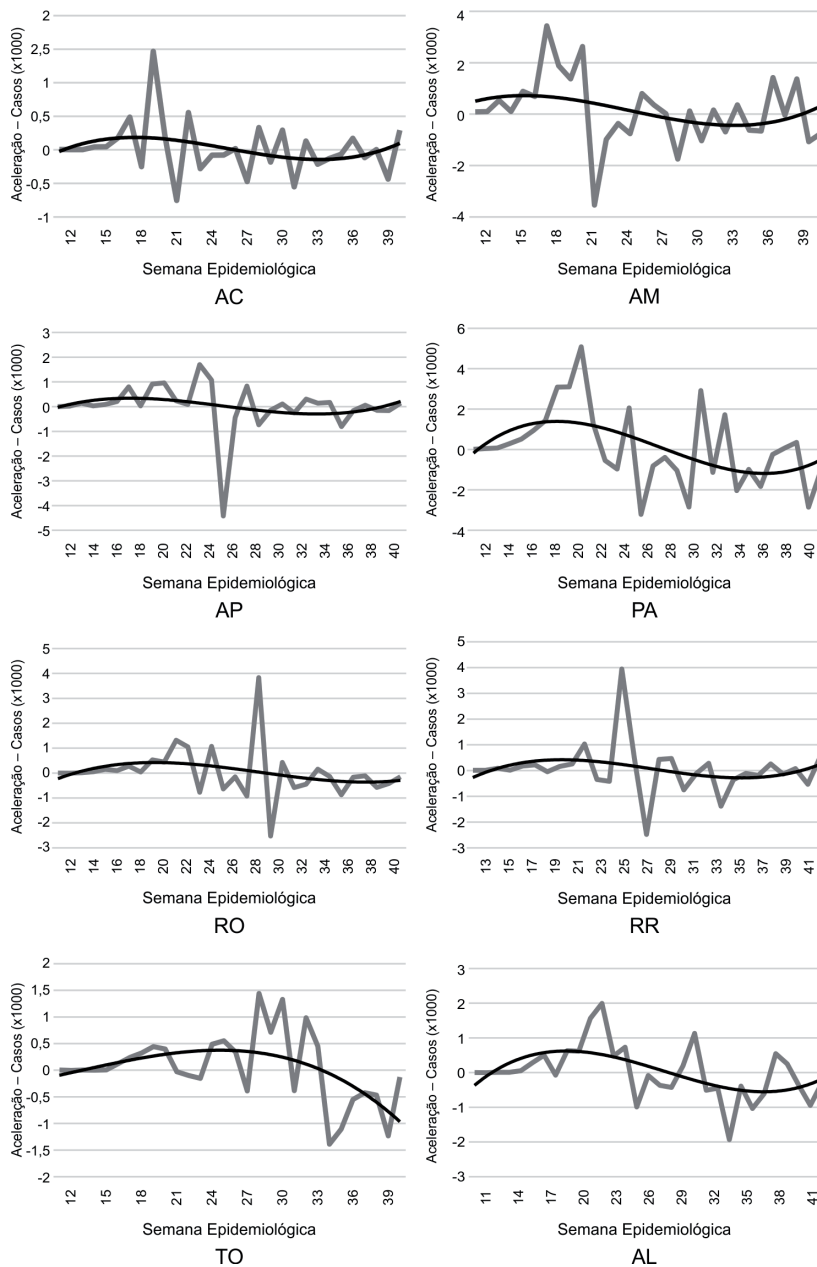 Aceleração – Casos (x1000)
2
2,5
1
0,5
0
-0,5
-1
12 15 18 21 24 27 30 33 36 39
Semana Epidemiológica
AC
Aceleração – Casos (x1000)
4
2
0
-2
-4
12 15 18 21 24 27 30 33 36 39
Semana Epidemiológica
AM
Aceleração – Casos (x1000)
3
2
1
0
-1
-2
-3
-4
-5
12 14 16 18 20 22 24 26 28 30 32 34 36 38 40
Semana Epidemiológica
AP
Aceleração – Casos (x1000)
6
4
2
0
-2
-4
12 14 16 18 20 22 24 26 28 30 32 34 36 38 40
Semana Epidemiológica
PA
Aceleração – Casos (x1000)
5
4
3
2
1
0
-1
-2
-3
12 14 16 18 20 22 24 26 28 30 32 34 36 38 40
Semana Epidemiológica
RO
Aceleração – Casos (x1000)
5
4
3
2
1
0
-1
-2
-3
13 15 17 19 21 23 25 27 29 31 33 35 37 39 41
Semana Epidemiológica
RR
Aceleração – Casos (x1000)
2
1,5
1
0,5
0
-0,5
-1
-1,5
-2
12 15 18 21 24 27 30 33 36 39
Semana Epidemiológica
TO
Aceleração – Casos (x1000)
3
2
1
0
-1
-2
-3
11 14 17 20 23 26 29 32 35 38 41
Semana Epidemiológica
AL